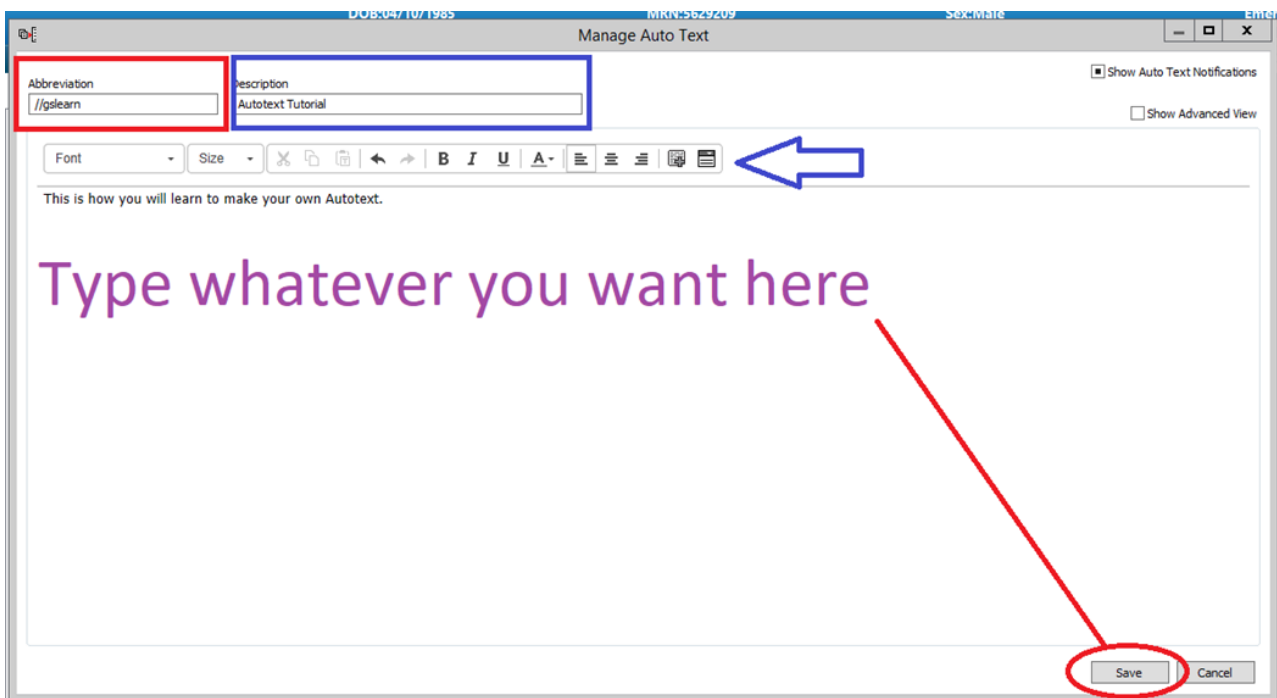 DOB:04/10/1985 MRN:5629209 Sex:Male Emer
Manage Auto Text
Abbreviation Description Show Auto Text Notifications
//gslearn Autotext Tutorial Show Advanced View
Font Size B I U A
This is how you will learn to make your own Autotext.
Type whatever you want here
Save Cancel